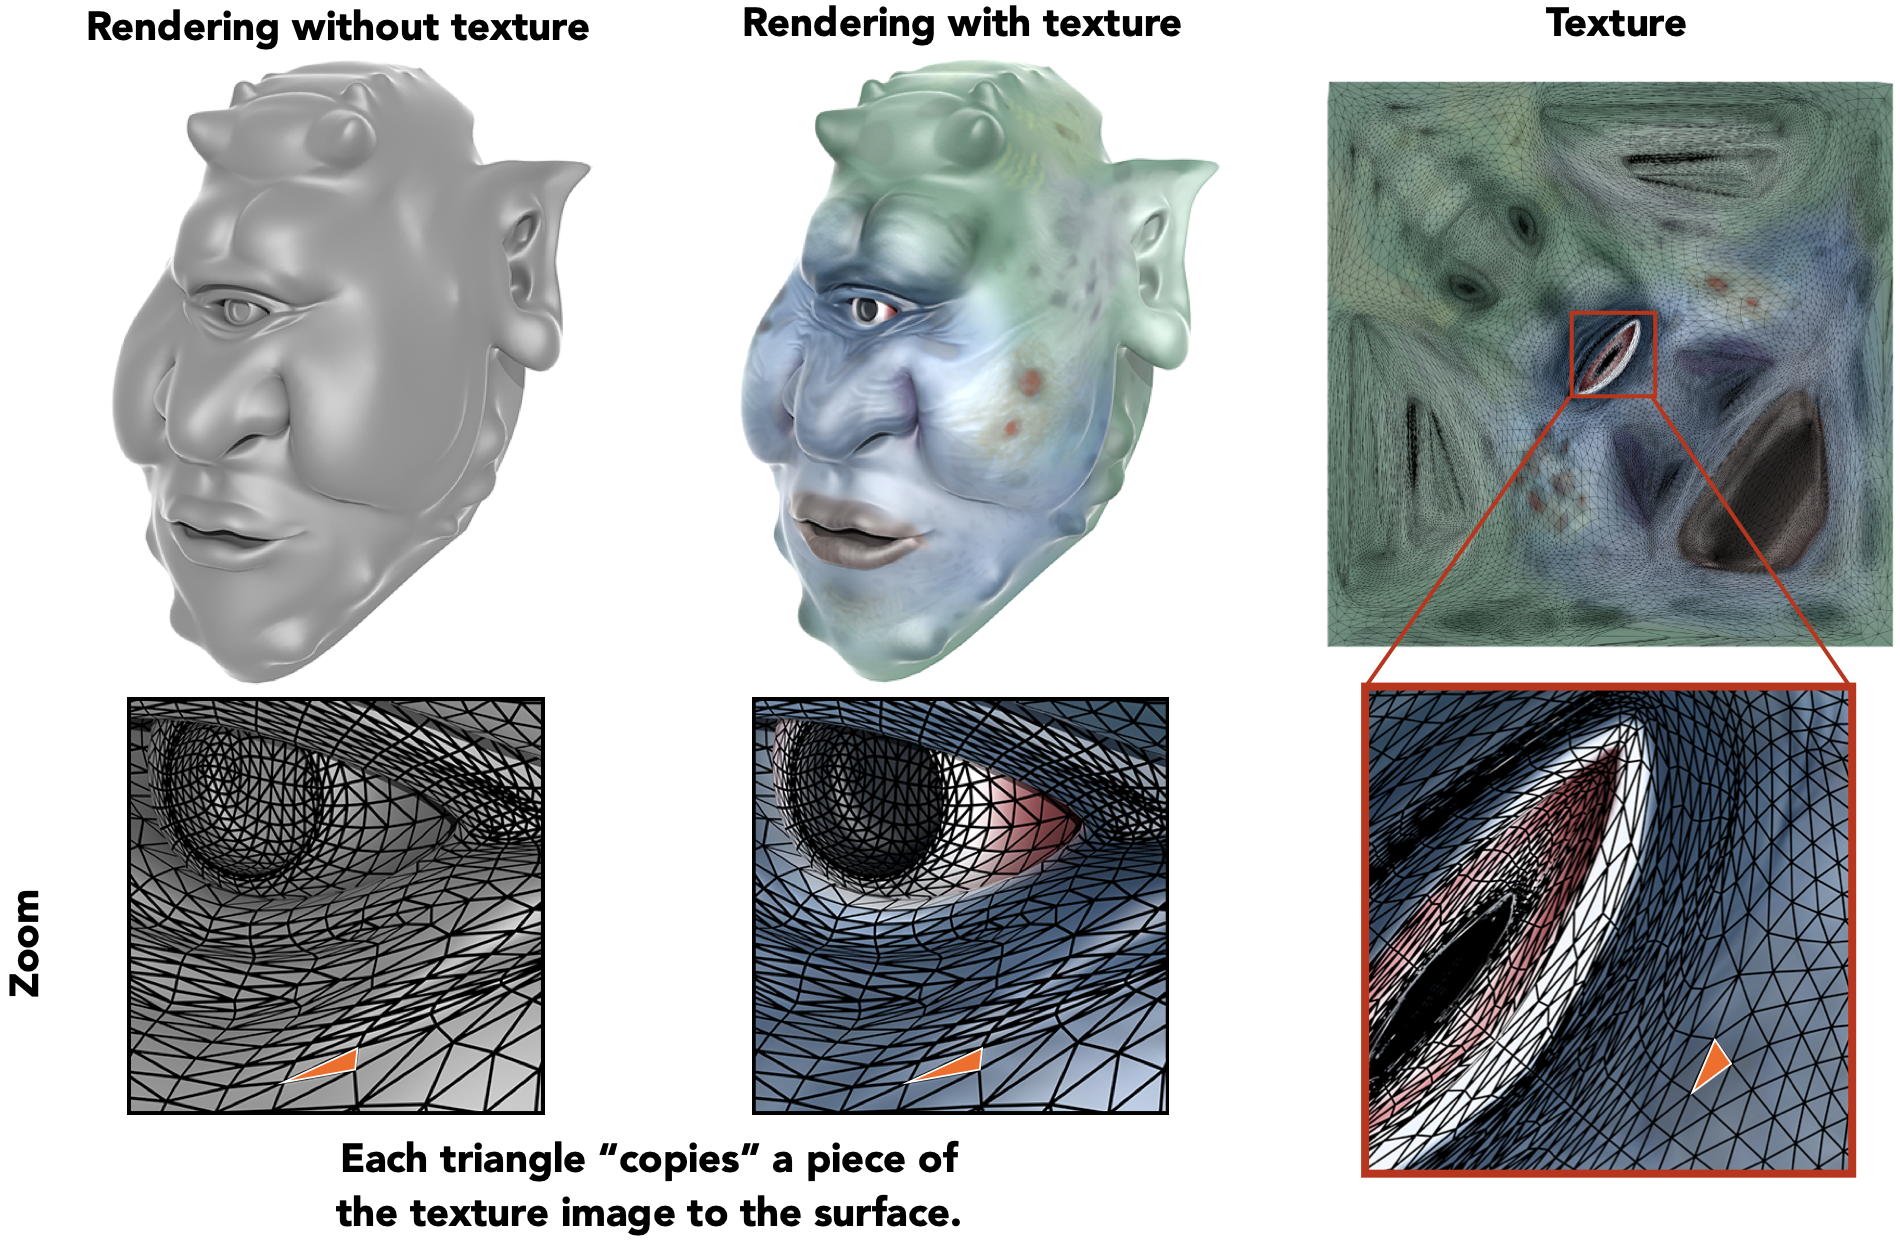 Rendering without texture
Rendering with texture
Texture
Zoom
Each triangle “copies” a piece of
the texture image to the surface.